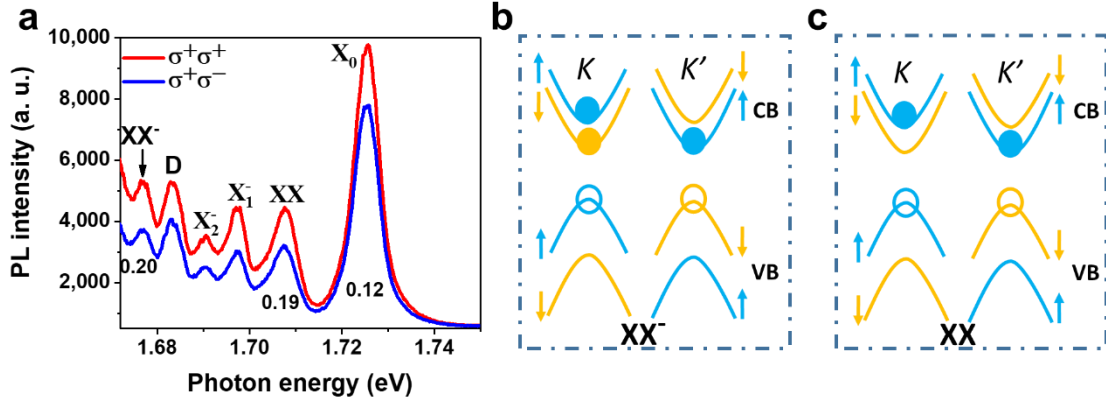 a
PL intensity (a. u.)
10,000
8,000
6,000
4,000
2,000
σ⁺σ⁺
σ⁺σ⁻
XX⁻
D
X₂⁻
X₁⁻
XX
X₀
0.20
0.19
0.12
1.68
1.70
1.72
1.74
Photon energy (eV)
b
K
K’
CB
VB
XX⁻
c
K
K’
CB
VB
XX